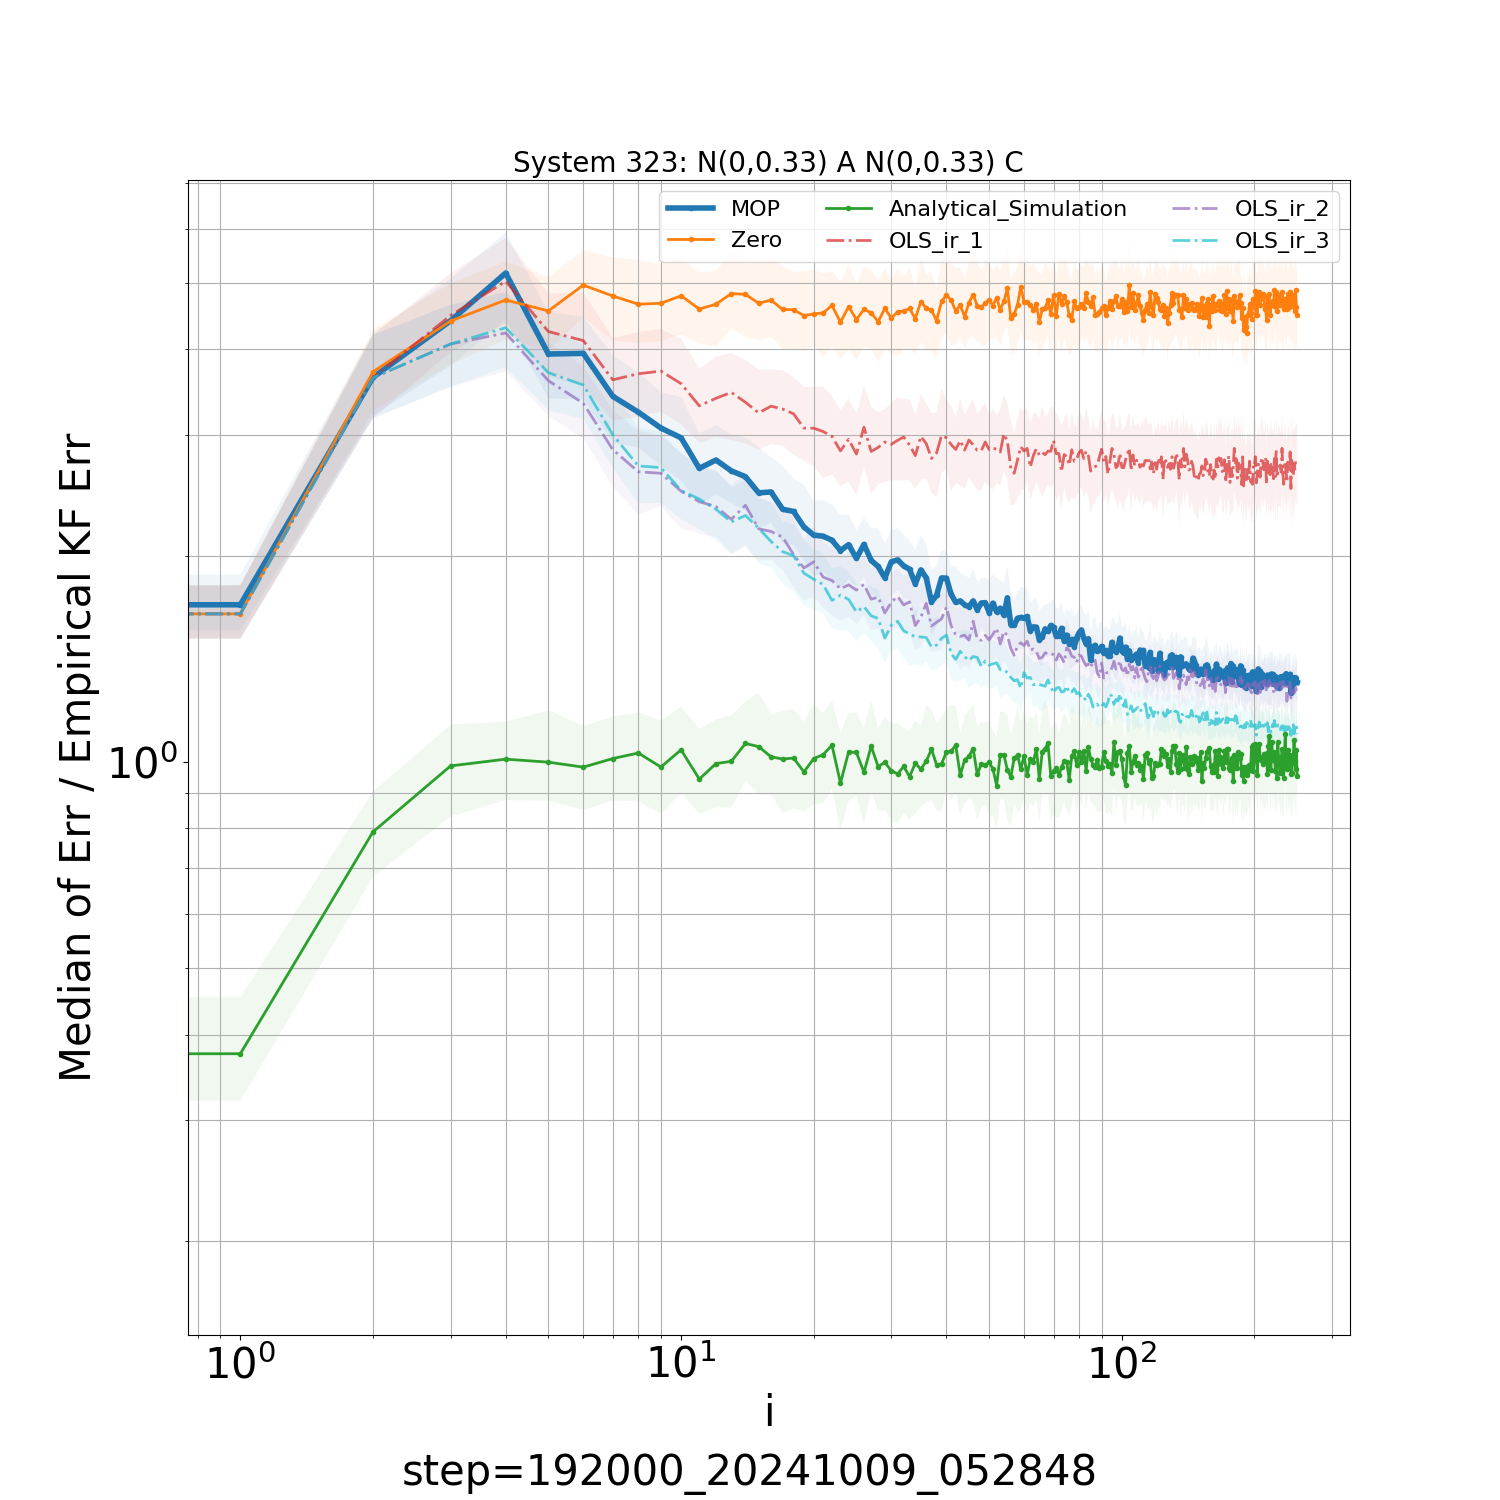 System 323: N(0,0.33) A N(0,0.33) C
MOP Analytical_Simulation OLS_ir_2
Zero OLS_ir_1 OLS_ir_3
Median of Err / Empirical KF Err
10⁰
10⁰ 10¹ 10²
i
step=192000_20241009_052848